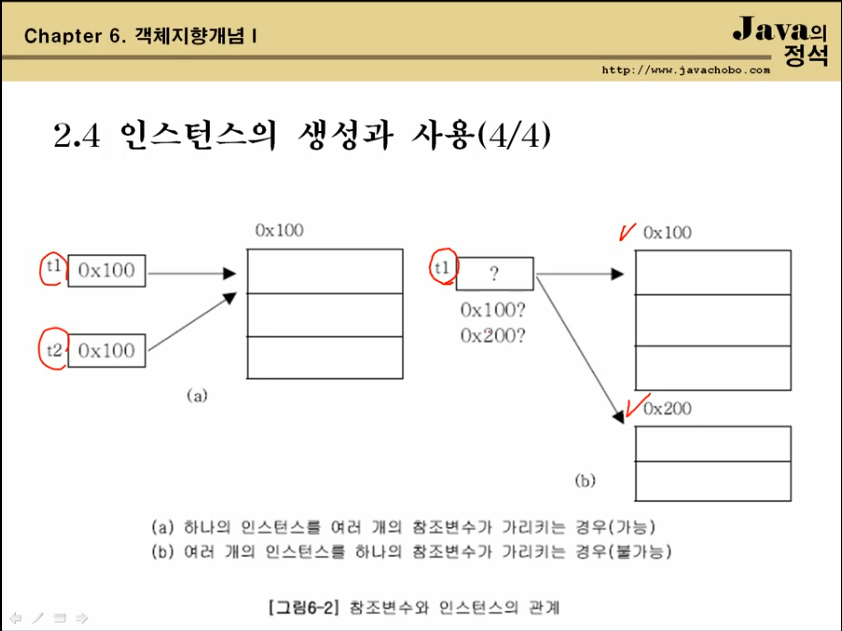 Chapter 6. 객체지향개념 I
Java의
정석
http://www.javachobo.com
2.4 인스턴스의 생성과 사용(4/4)
0x100
t1 0x100
t2 0x100
(a)
0x100
t1 ?
0x100?
0x200?
0x200
(b)
(a) 하나의 인스턴스를 여러 개의 참조변수가 가리키는 경우(가능)
(b) 여러 개의 인스턴스를 하나의 참조변수가 가리키는 경우(불가능)
[그림6-2] 참조변수와 인스턴스의 관계